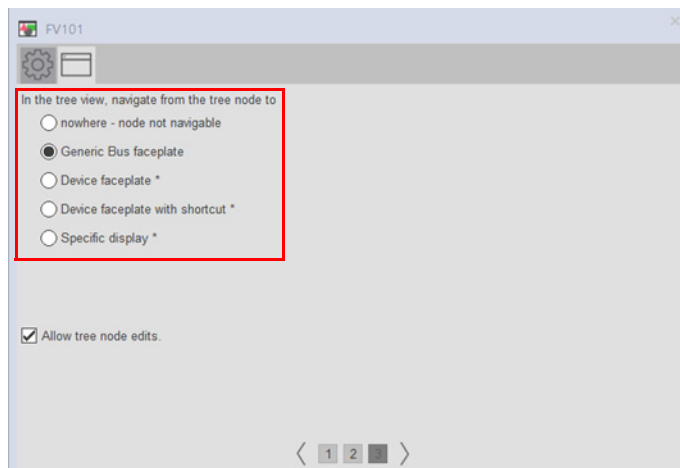 FV101
In the tree view, navigate from the tree node to
nowhere - node not navigable
Generic Bus faceplate
Device faceplate *
Device faceplate with shortcut *
Specific display *
Allow tree node edits.
1 2 3